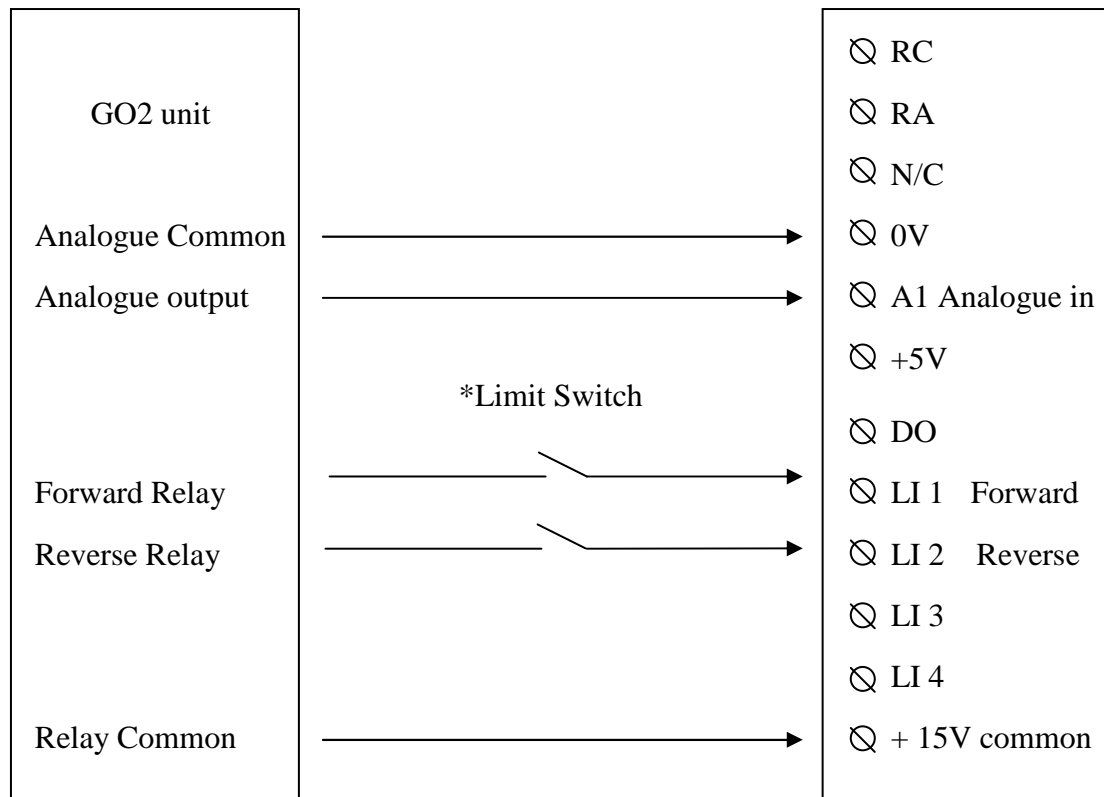 GO2 unit
Analogue Common
Analogue output
Forward Relay
Reverse Relay
Relay Common
*Limit Switch
RC
RA
N/C
0V
A1 Analogue in
+5V
DO
LI 1 Forward
LI 2 Reverse
LI 3
LI 4
+ 15V common